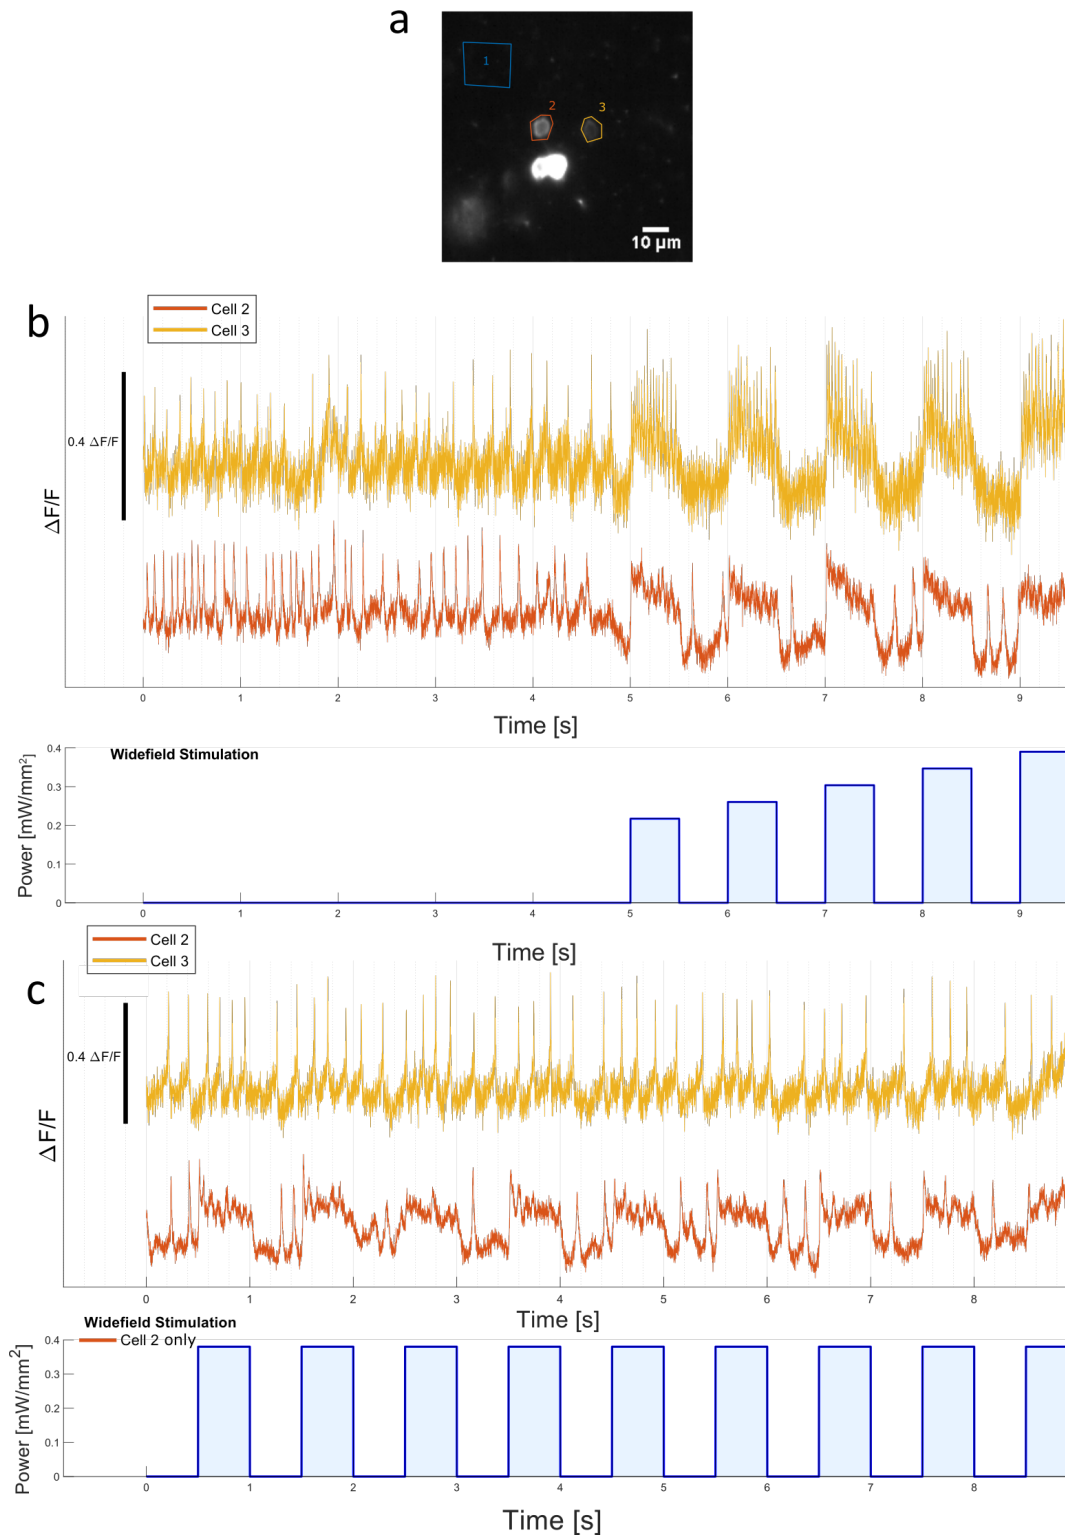 a
1
2
3
10 µm
b
Cell 2
Cell 3
0.4 ΔF/F
ΔF/F
0 1 2 3 4 5 6 7 8 9
Time [s]
Widefield Stimulation
Power [mW/mm²]
0.4
0.3
0.2
0.1
0
0 1 2 3 4 5 6 7 8 9
Time [s]
Cell 2
Cell 3
c
0.4 ΔF/F
ΔF/F
0 1 2 3 4 5 6 7 8
Time [s]
Widefield Stimulation
Cell 2 only
Power [mW/mm²]
0.4
0.3
0.2
0.1
0
0 1 2 3 4 5 6 7 8
Time [s]